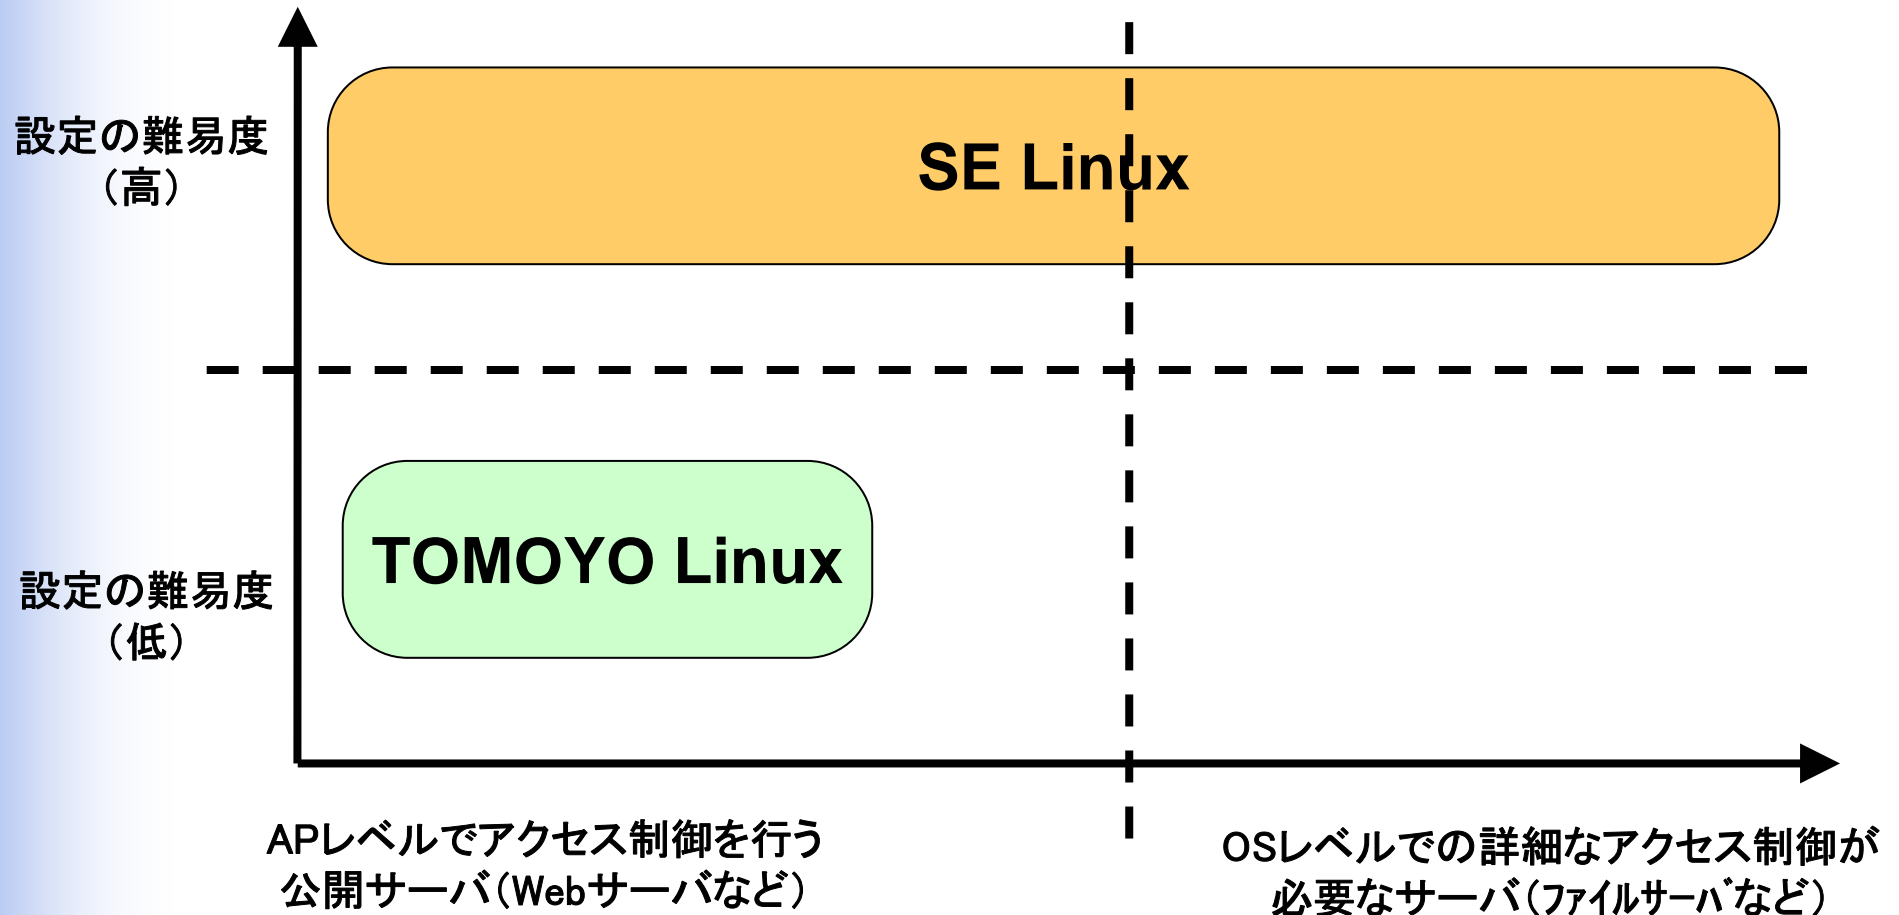 設定の難易度
（高）
SE Linux
TOMOYO Linux
設定の難易度
（低）
APレベルでアクセス制御を行う
公開サーバ（Webサーバなど）
OSレベルでの詳細なアクセス制御が
必要なサーバ（ﾌｧｲﾙｻｰﾊﾞなど）